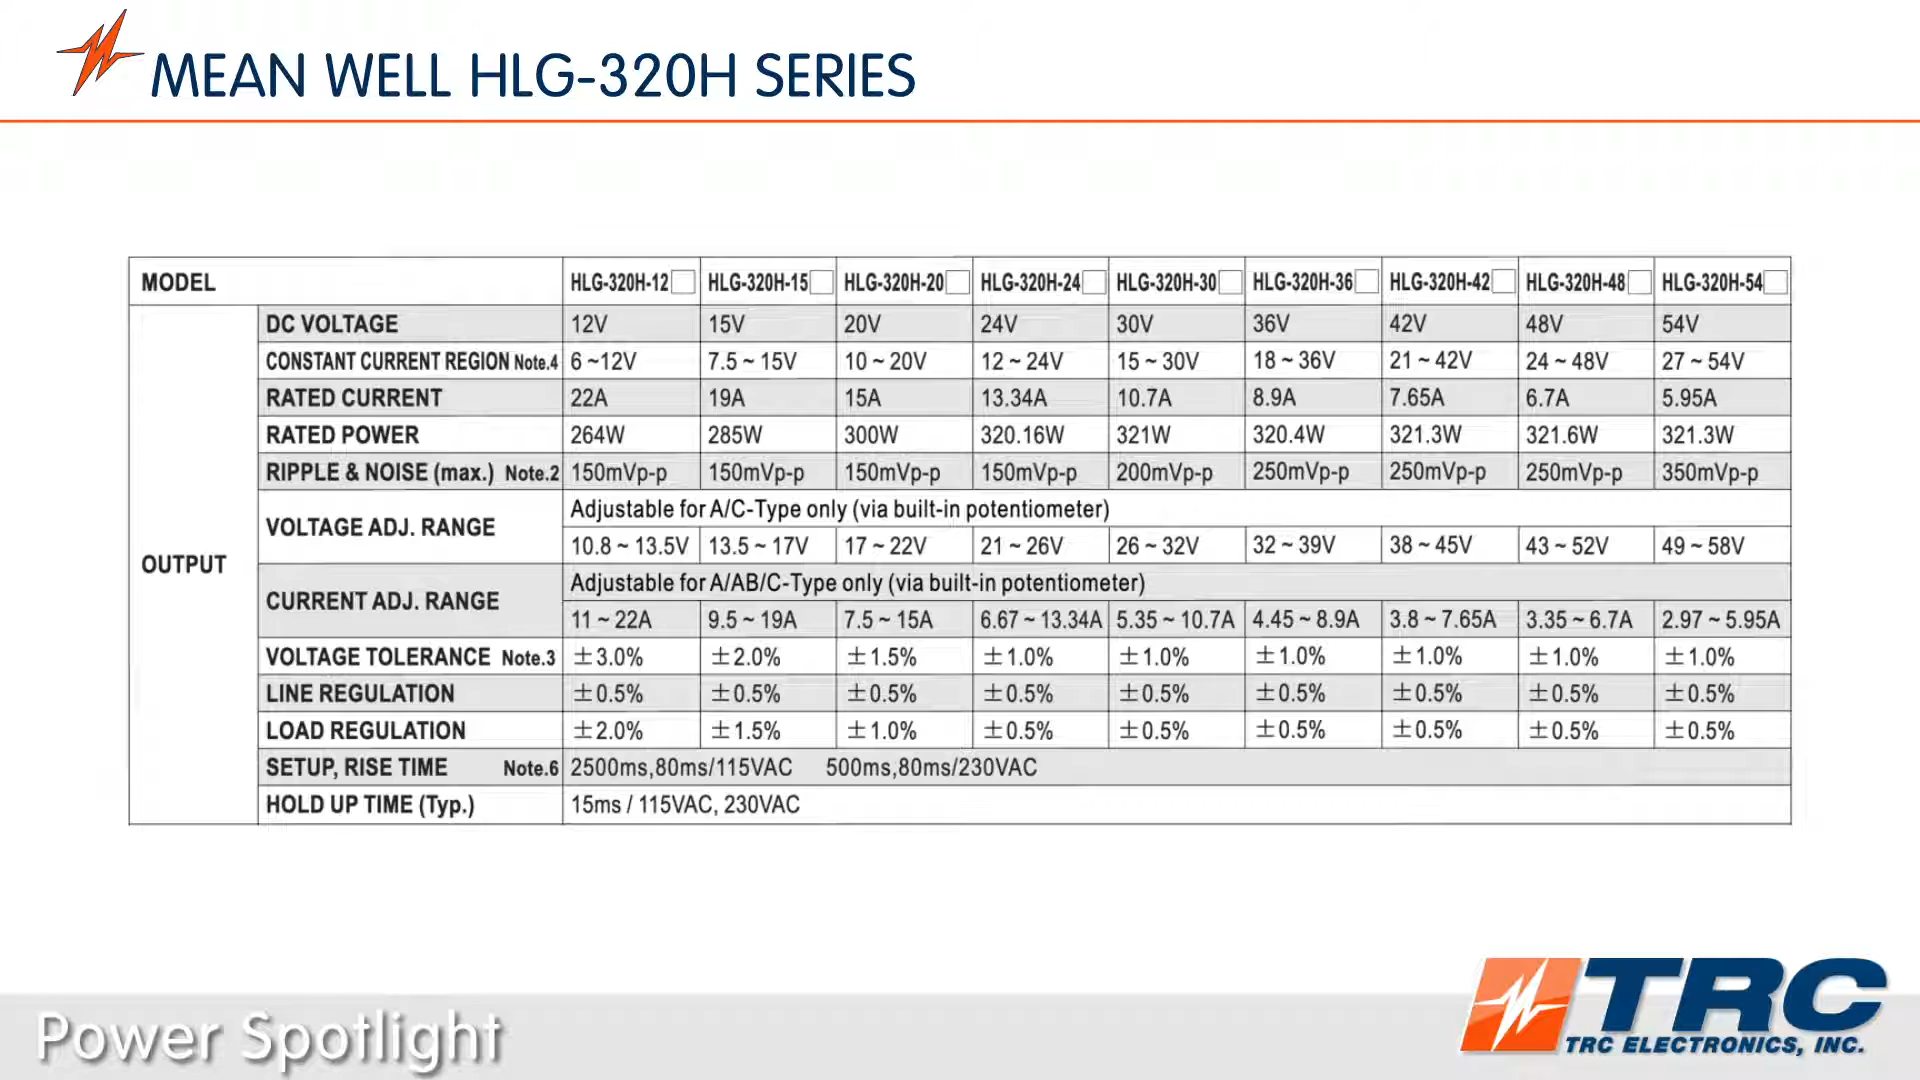 MEAN WELL HLG-320H SERIES
MODEL HLG-320H-12□ HLG-320H-15□ HLG-320H-20□ HLG-320H-24□ HLG-320H-30□ HLG-320H-36□ HLG-320H-42□ HLG-320H-48□ HLG-320H-54□
OUTPUT
DC VOLTAGE 12V 15V 20V 24V 30V 36V 42V 48V 54V
CONSTANT CURRENT REGION Note.4 6 ~12V 7.5 ~ 15V 10 ~ 20V 12 ~ 24V 15 ~ 30V 18 ~ 36V 21 ~ 42V 24 ~ 48V 27 ~ 54V
RATED CURRENT 22A 19A 15A 13.34A 10.7A 8.9A 7.65A 6.7A 5.95A
RATED POWER 264W 285W 300W 320.16W 321W 320.4W 321.3W 321.6W 321.3W
RIPPLE & NOISE (max.) Note.2 150mVp-p 150mVp-p 150mVp-p 150mVp-p 200mVp-p 250mVp-p 250mVp-p 250mVp-p 350mVp-p
VOLTAGE ADJ. RANGE
Adjustable for A/C-Type only (via built-in potentiometer)
10.8 ~ 13.5V 13.5 ~ 17V 17 ~ 22V 21 ~ 26V 26 ~ 32V 32 ~ 39V 38 ~ 45V 43 ~ 52V 49 ~ 58V
CURRENT ADJ. RANGE
Adjustable for A/AB/C-Type only (via built-in potentiometer)
11 ~ 22A 9.5 ~ 19A 7.5 ~ 15A 6.67 ~ 13.34A 5.35 ~ 10.7A 4.45 ~ 8.9A 3.8 ~ 7.65A 3.35 ~ 6.7A 2.97 ~ 5.95A
VOLTAGE TOLERANCE Note.3 ±3.0% ±2.0% ±1.5% ±1.0% ±1.0% ±1.0% ±1.0% ±1.0% ±1.0%
LINE REGULATION ±0.5% ±0.5% ±0.5% ±0.5% ±0.5% ±0.5% ±0.5% ±0.5% ±0.5%
LOAD REGULATION ±2.0% ±1.5% ±1.0% ±0.5% ±0.5% ±0.5% ±0.5% ±0.5% ±0.5%
SETUP, RISE TIME Note.6 2500ms,80ms/115VAC 500ms,80ms/230VAC
HOLD UP TIME (Typ.) 15ms / 115VAC, 230VAC
Power Spotlight
TRC
TRC ELECTRONICS, INC.